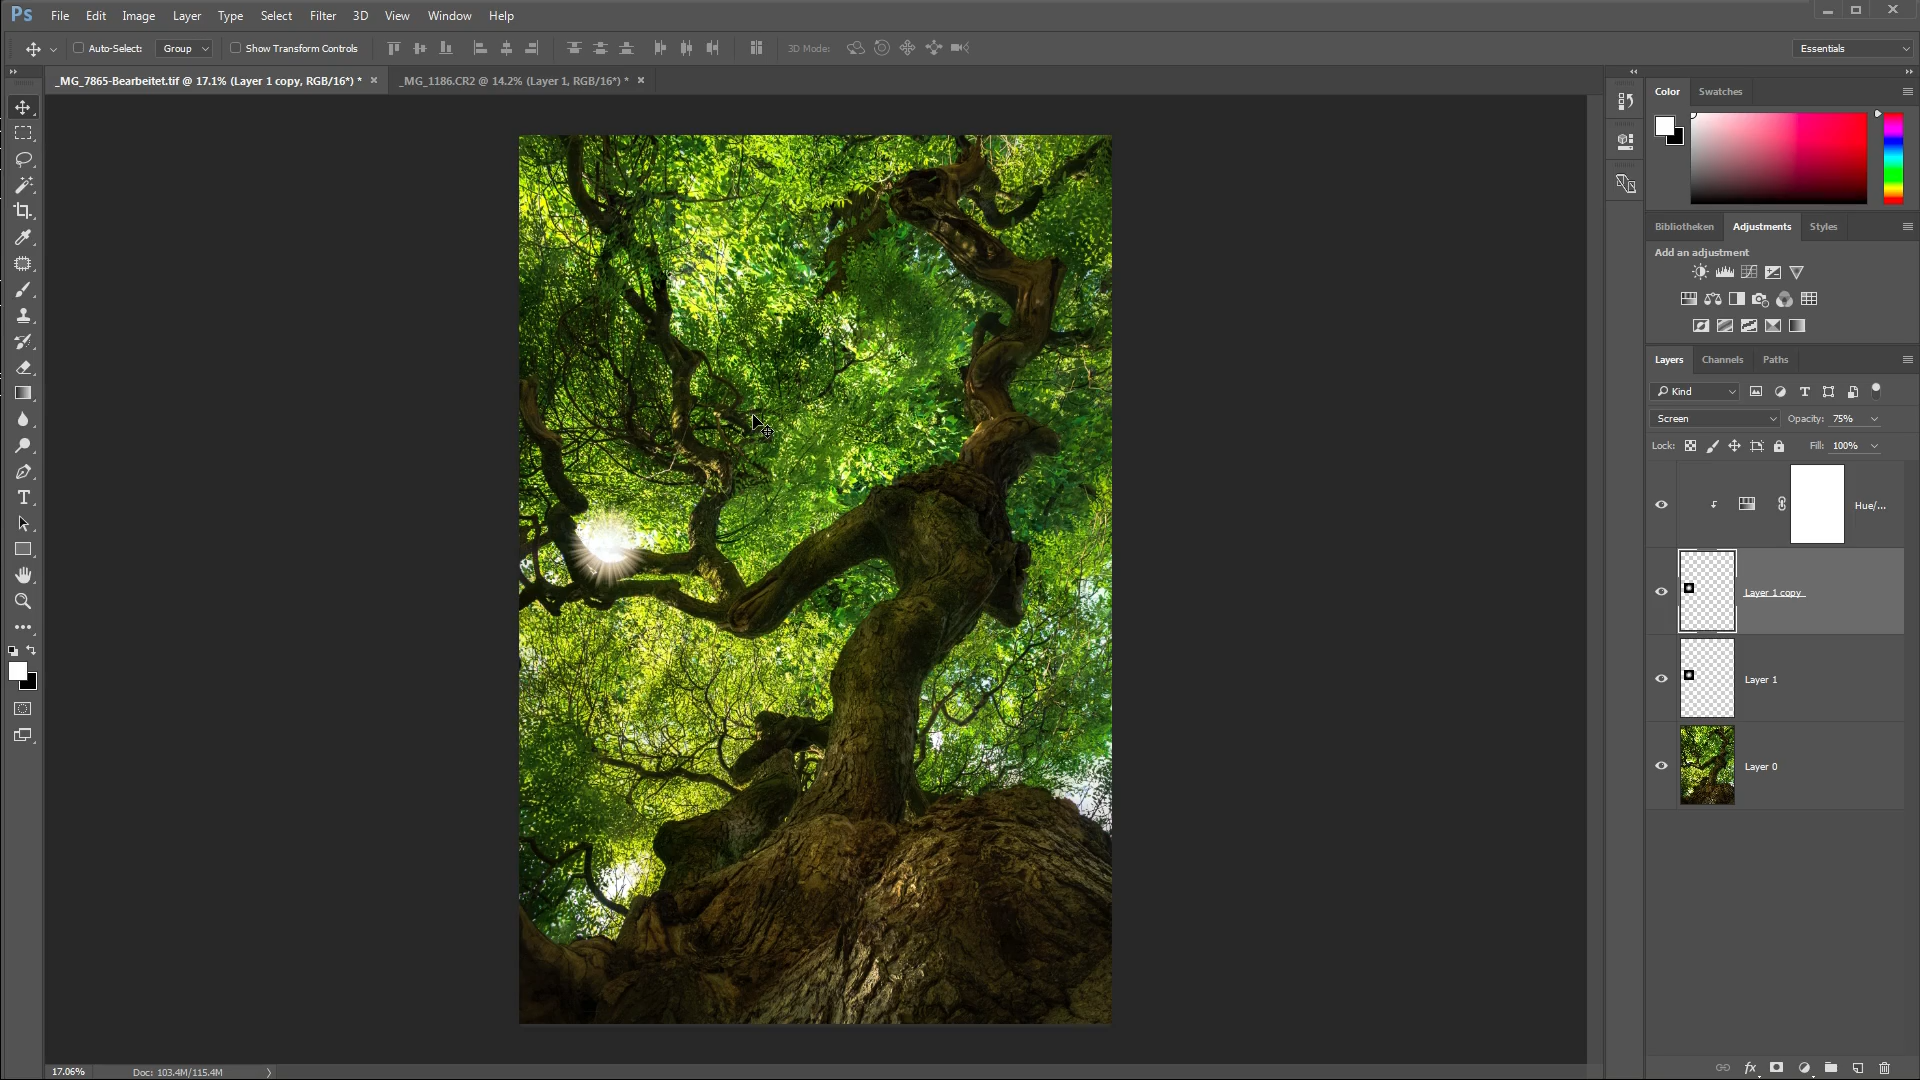 Ps File Edit Image Layer Type Select Filter 3D View Window Help
Auto-Select: Group Show Transform Controls 3D Mode: Essentials
_MG_7865-Bearbeitet.tif @ 17.1% (Layer 1 copy, RGB/16*) * × _MG_1186.CR2 @ 14.2% (Layer 1, RGB/16*) * ×
Color Swatches
Bibliotheken Adjustments Styles
Add an adjustment
Layers Channels Paths
Kind
Screen Opacity: 75%
Lock: Fill: 100%
Hue/...
Layer 1 copy
Layer 1
Layer 0
17.06% Doc: 103.4M/115.4M